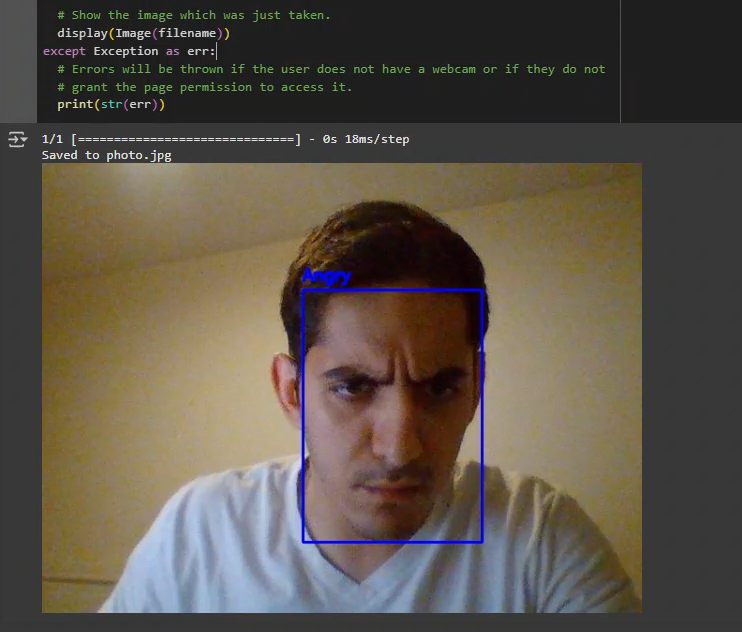 # Show the image which was just taken.
display(Image(filename))
except Exception as err:
# Errors will be thrown if the user does not have a webcam or if they do not
# grant the page permission to access it.
print(str(err))
1/1 [==============================] - 0s 18ms/step
Saved to photo.jpg
Angry